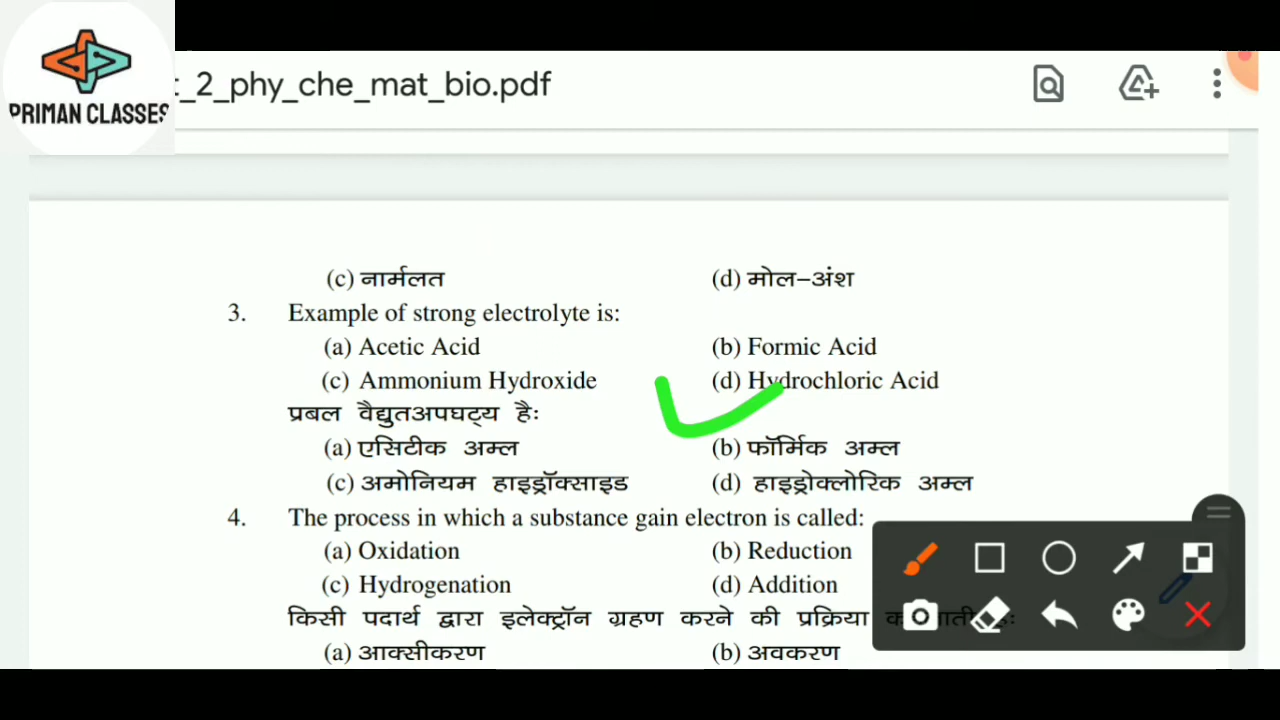 PRIMAN CLASSES
t_2_phy_che_mat_bio.pdf
(c) नार्मलत (d) मोल–अंश
3. Example of strong electrolyte is:
(a) Acetic Acid (b) Formic Acid
(c) Ammonium Hydroxide (d) Hydrochloric Acid
प्रबल वैद्युतअपघट्य हैः
(a) एसिटीक अम्ल (b) फॉर्मिक अम्ल
(c) अमोनियम हाइड्रॉक्साइड (d) हाइड्रोक्लोरिक अम्ल
4. The process in which a substance gain electron is called:
(a) Oxidation (b) Reduction
(c) Hydrogenation (d) Addition
किसी पदार्थ द्वारा इलेक्ट्रॉन ग्रहण करने की प्रक्रिया
(a) आक्सीकरण (b) अवकरण